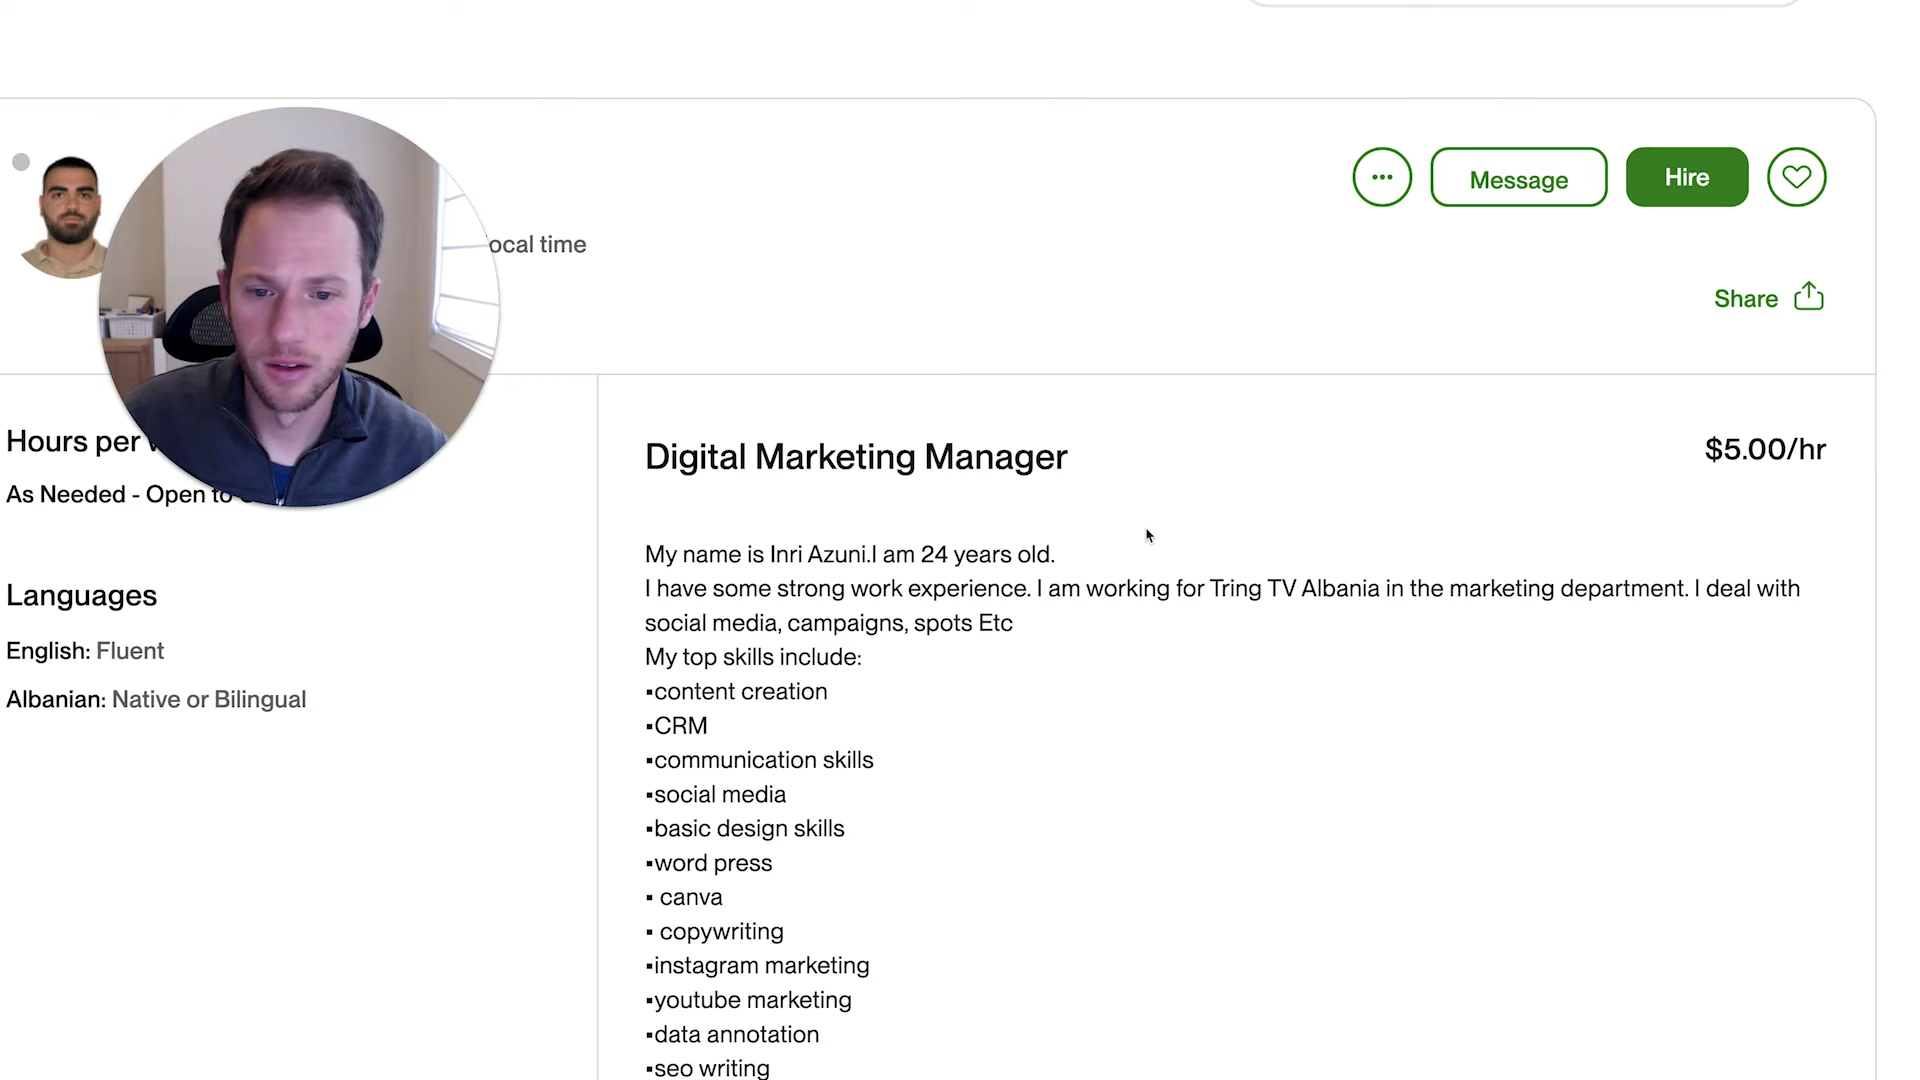 Message
Hire
ocal time
Share
Hours per
As Needed - Open to
Languages
English: Fluent
Albanian: Native or Bilingual
Digital Marketing Manager
$5.00/hr
My name is Inri Azuni.I am 24 years old.
I have some strong work experience. I am working for Tring TV Albania in the marketing department. I deal with
social media, campaigns, spots Etc
My top skills include:
▪content creation
▪CRM
▪communication skills
▪social media
▪basic design skills
▪word press
▪ canva
▪ copywriting
▪instagram marketing
▪youtube marketing
▪data annotation
▪seo writing